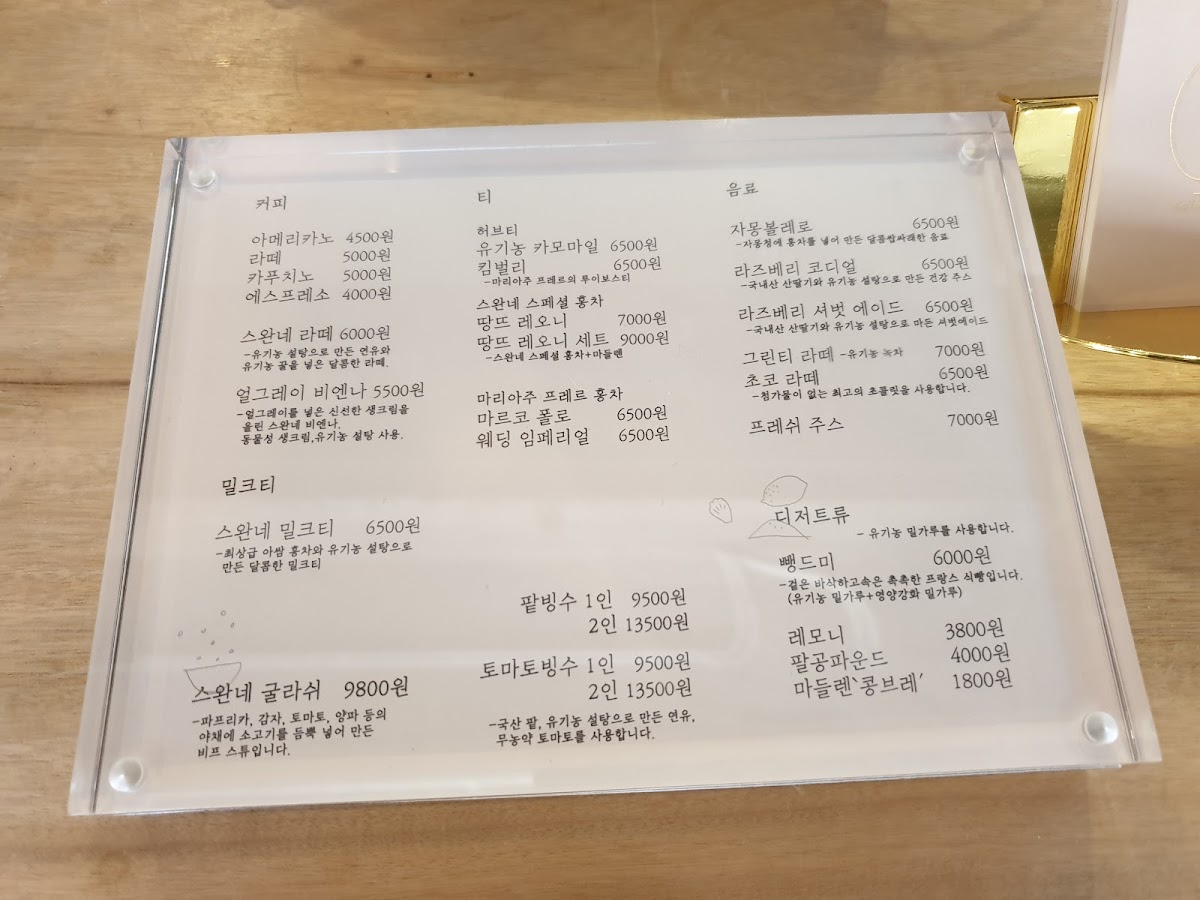 커피
아메리카노 4500원
라떼 5000원
카푸치노 5000원
에스프레소 4000원
스완네 라떼 6000원
-유기농 설탕으로 만든 연유와
유기농 꿀을 넣은 달콤한 라떼.
얼그레이 비엔나 5500원
-얼그레이를 넣은 신선한 생크림을
올린 스완네 비엔나.
동물성 생크림,유기농 설탕 사용.
밀크티
스완네 밀크티 6500원
-최상급 아쌈 홍차와 유기농 설탕으로
만든 달콤한 밀크티
스완네 굴라쉬 9800원
-파프리카, 감자, 토마토, 양파 등의
야채에 소고기를 듬뿍 넣어 만든
비프 스튜입니다.
티
허브티
유기농 카모마일 6500원
킴벌리 6500원
-마리아주 프레르의 루이보스티
스완네 스페셜 홍차
땅뜨 레오니 7000원
땅뜨 레오니 세트 9000원
-스완네 스페셜 홍차+마들렌
마리아주 프레르 홍차
마르코 폴로 6500원
웨딩 임페리얼 6500원
팥빙수 1인 9500원
2인 13500원
토마토빙수 1인 9500원
2인 13500원
-국산 팥, 유기농 설탕으로 만든 연유,
무농약 토마토를 사용합니다.
음료
자몽볼레로 6500원
-자몽청에 홍차를 넣어 만든 달콤쌉싸래한 음료
라즈베리 코디얼 6500원
-국내산 산딸기와 유기농 설탕으로 만든 건강 주스
라즈베리 셔벗 에이드 6500원
-국내산 산딸기와 유기농 설탕으로 마든 셔벗에이드
그린티 라떼 -유기농 녹차 7000원
초코 라떼 6500원
-첨가물이 없는 최고의 초콜릿을 사용합니다.
프레쉬 주스 7000원
디저트류
- 유기농 밀가루를 사용합니다.
뺑드미 6000원
-겉은 바삭하고속은 촉촉한 프랑스 식빵입니다.
(유기농 밀가루+영양강화 밀가루)
레모니 3800원
팔공파운드 4000원
마들렌‘콩브레’ 1800원